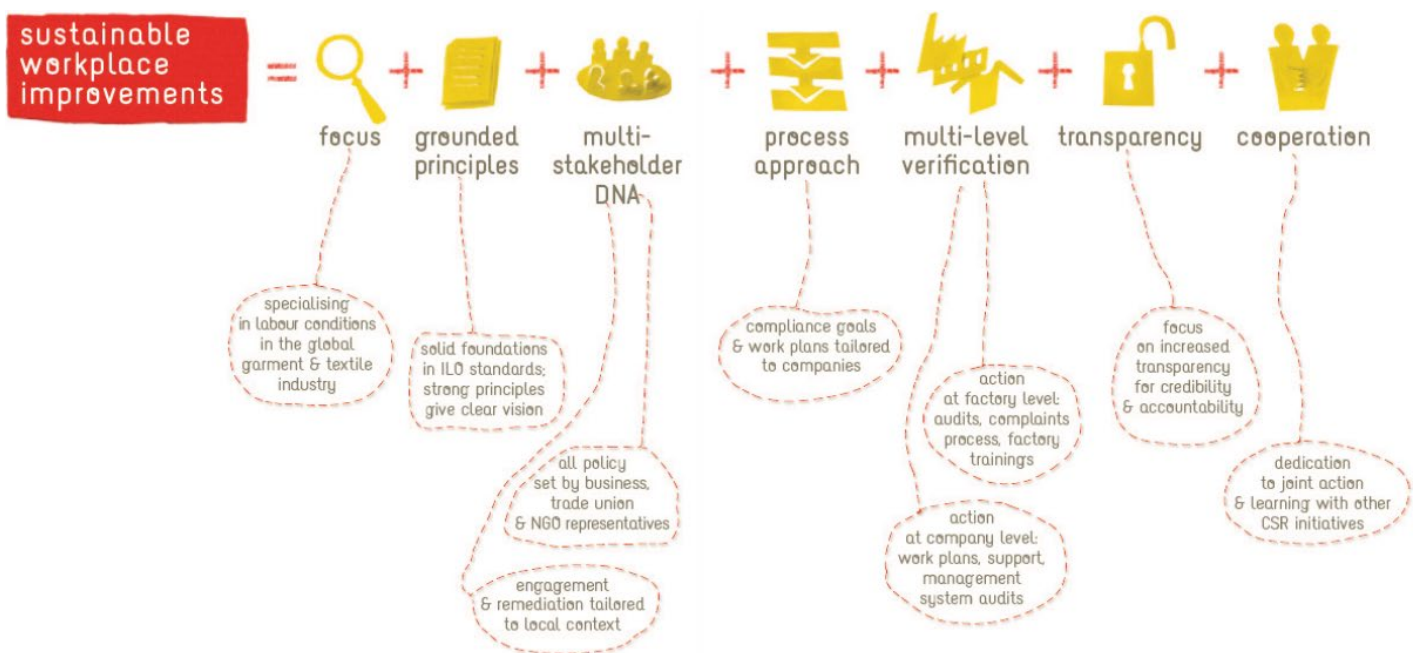 sustainable
workplace
improvements
=
+
+
+
+
+
+
focus
grounded
principles
multi-
stakeholder
DNA
process
approach
multi-level
verification
transparency
cooperation
specialising
in labour conditions
in the global
garment & textile
industry
solid foundations
in ILO standards;
strong principles
give clear vision
all policy
set by business,
trade union
& NGO representatives
engagement
& remediation tailored
to local context
compliance goals
& work plans tailored
to companies
action
at factory level:
audits, complaints
process, factory
trainings
action
at company level:
work plans, support,
management
system audits
focus
on increased
transparency
for credibility
& accountability
dedication
to joint action
& learning with other
CSR initiatives